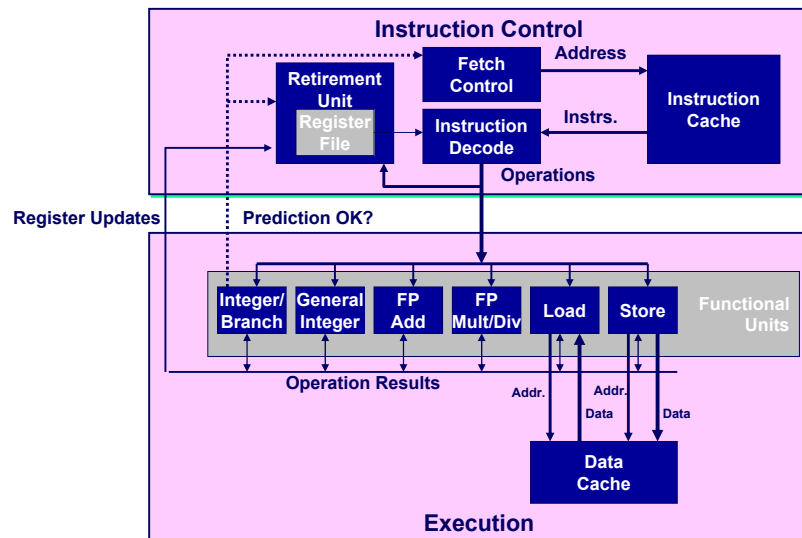 Instruction Control
Retirement
Unit
Register
File
Fetch
Control
Address
Instruction
Cache
Instrs.
Instruction
Decode
Operations
Register Updates
Prediction OK?
Integer/
Branch
General
Integer
FP
Add
FP
Mult/Div
Load
Store
Functional
Units
Operation Results
Addr.
Data
Addr.
Data
Data
Cache
Execution